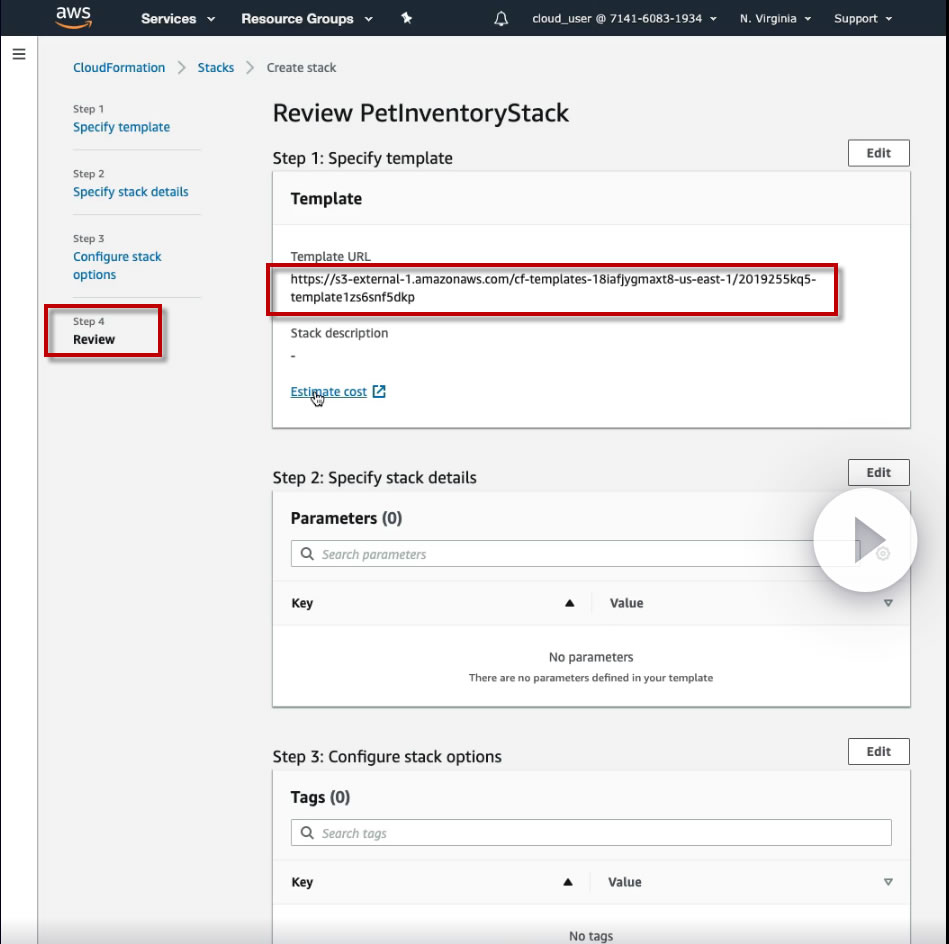 aws Services Resource Groups cloud_user @ 7141-6083-1934 N. Virginia Support
CloudFormation Stacks Create stack
Step 1
Specify template
Step 2
Specify stack details
Step 3
Configure stack
options
Step 4
Review
Review PetInventoryStack
Step 1: Specify template Edit
Template
Template URL
https://s3-external-1.amazonaws.com/cf-templates-18iafjygmaxt8-us-east-1/2019255kq5-
template1zs6snf5dkp
Stack description
-
Estimate cost
Step 2: Specify stack details Edit
Parameters (0)
Search parameters
Key Value
No parameters
There are no parameters defined in your template
Step 3: Configure stack options Edit
Tags (0)
Search tags
Key Value
No tags